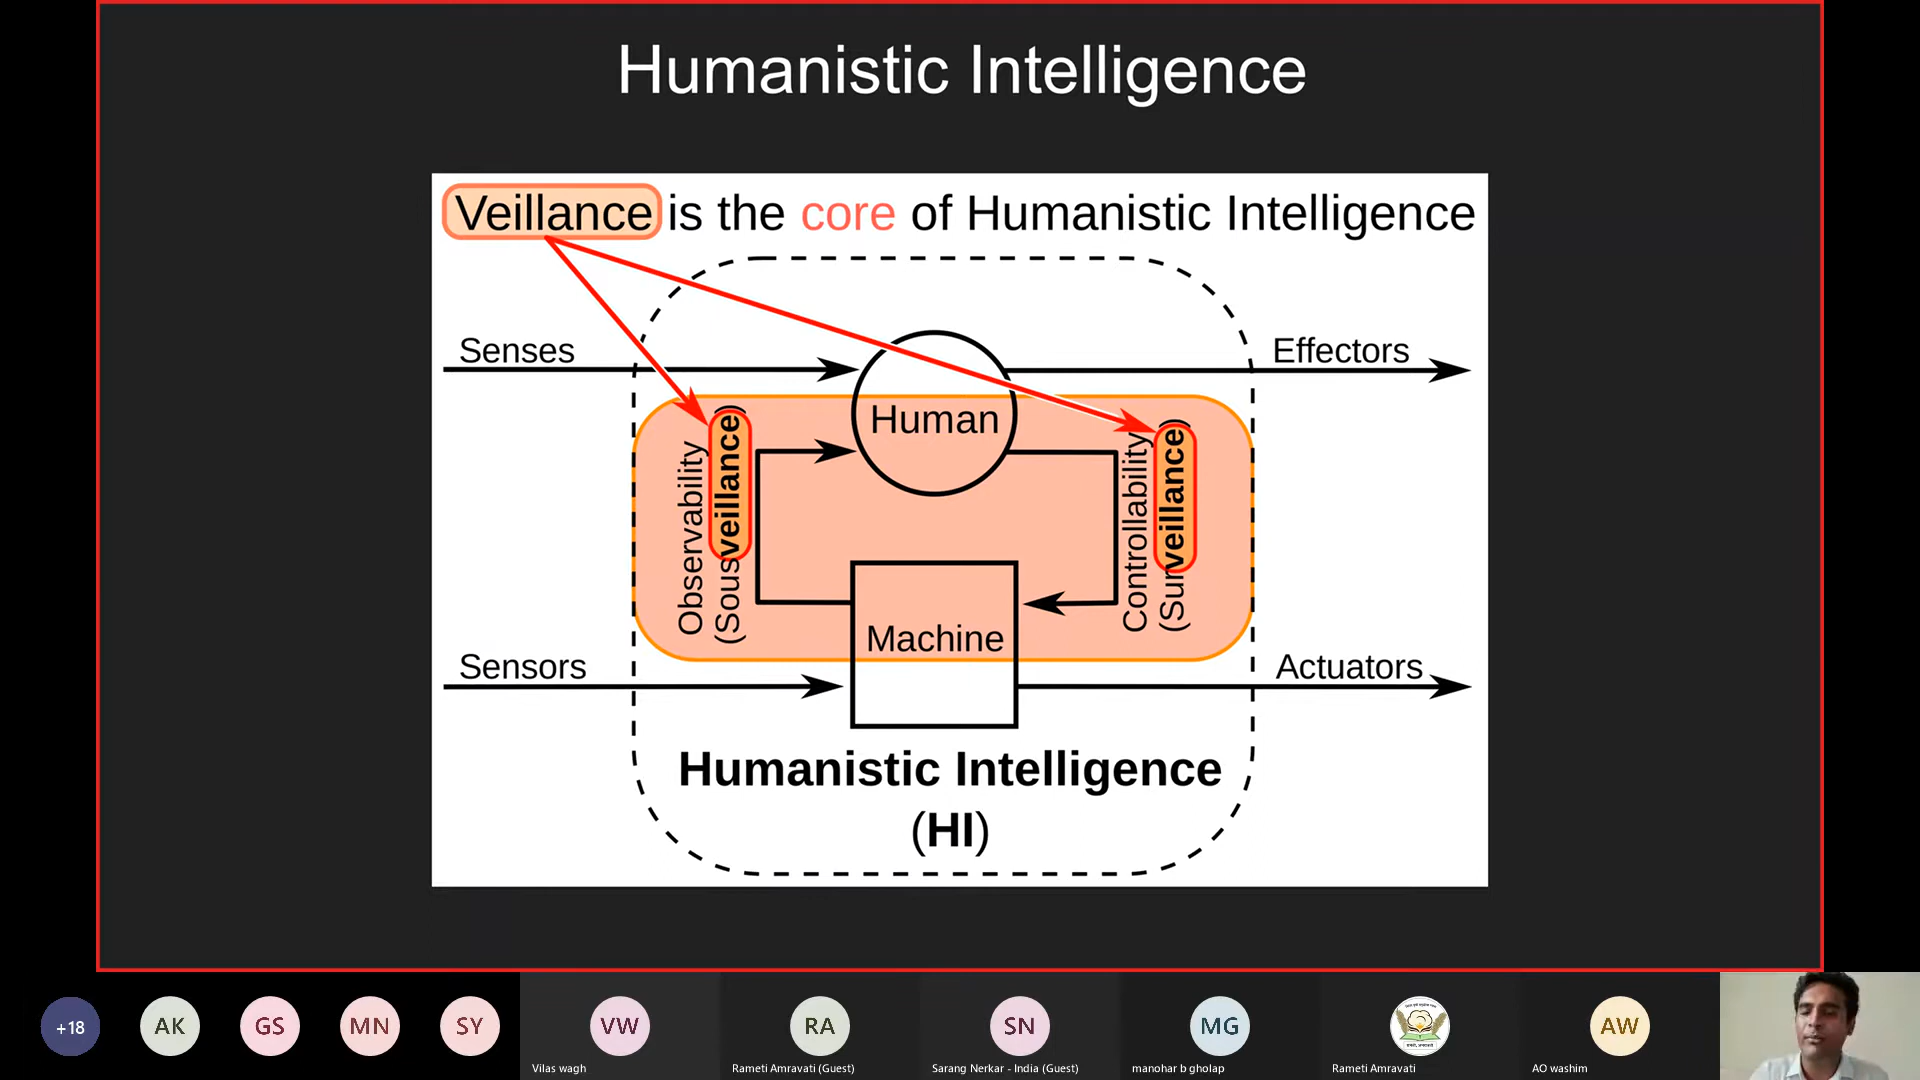 Humanistic Intelligence
Veillance is the core of Humanistic Intelligence
Senses
Effectors
Human
Observability
(Sousveillance)
Controllability
(Surveillance)
Machine
Sensors
Actuators
Humanistic Intelligence
(HI)
+18
AK
GS
MN
SY
VW
RA
SN
MG
AW
Vilas wagh
Rameti Amravati (Guest)
Sarang Nerkar - India (Guest)
manohar b gholap
Rameti Amravati
AO washim